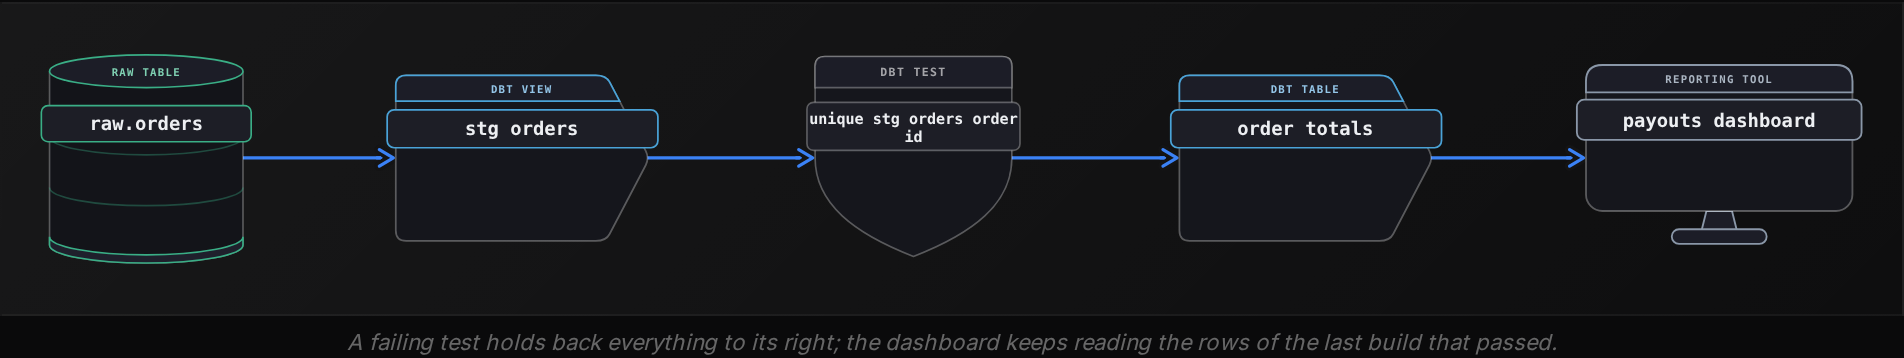 RAW TABLE
raw.orders
DBT VIEW
stg orders
DBT TEST
unique stg orders order
id
DBT TABLE
order totals
REPORTING TOOL
payouts dashboard
A failing test holds back everything to its right; the dashboard keeps reading the rows of the last build that passed.